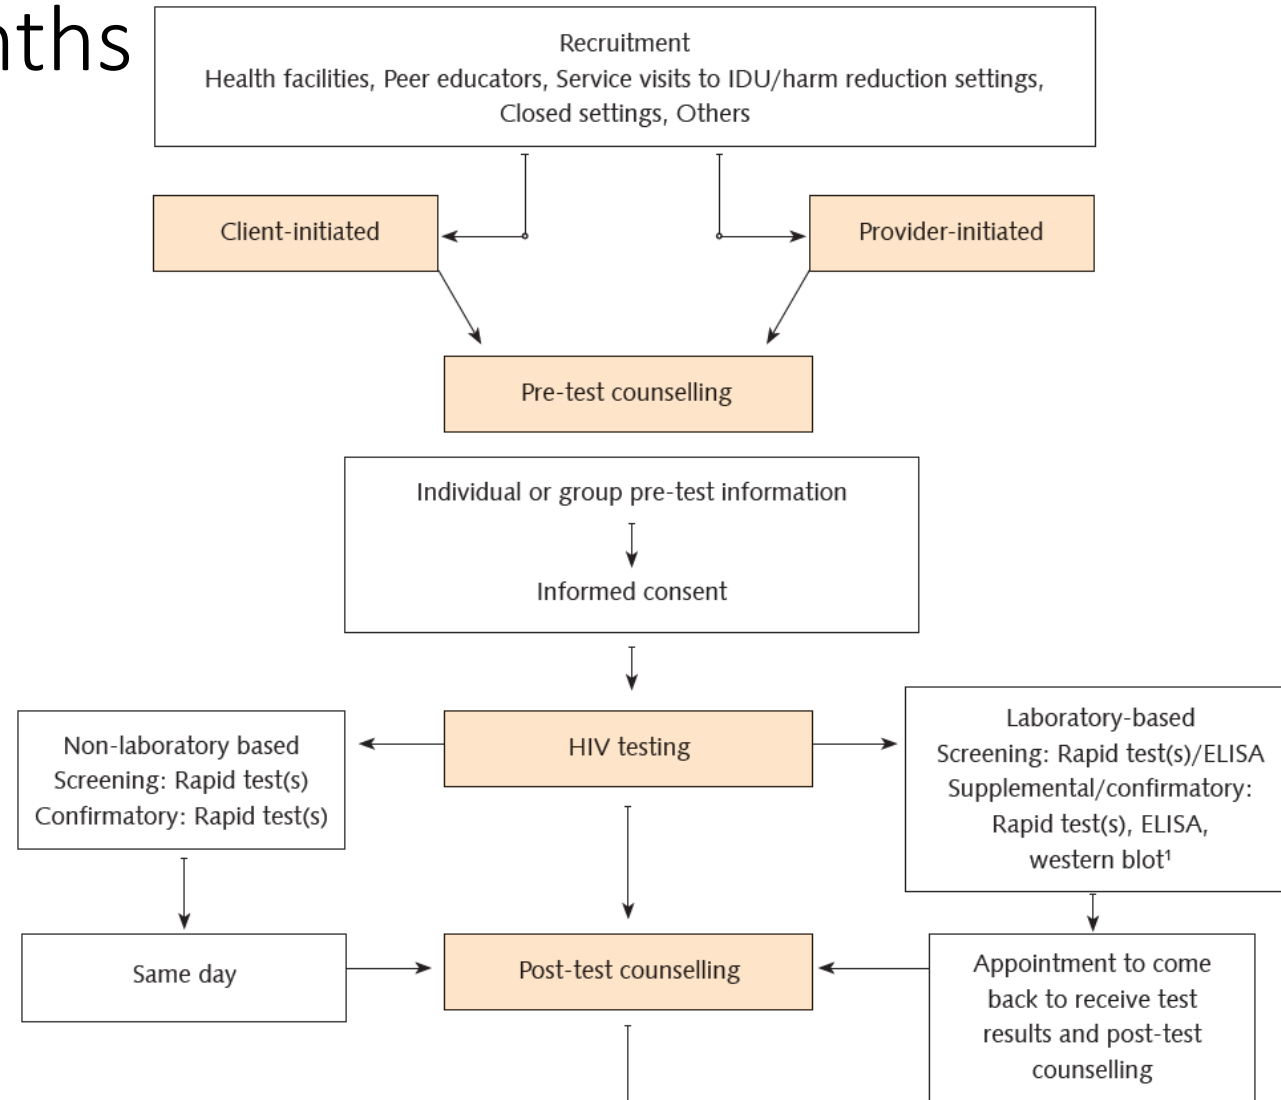 nths
Recruitment
Health facilities, Peer educators, Service visits to IDU/harm reduction settings,
Closed settings, Others
Client-initiated
Provider-initiated
Pre-test counselling
Individual or group pre-test information
Informed consent
Non-laboratory based
Screening: Rapid test(s)
Confirmatory: Rapid test(s)
HIV testing
Laboratory-based
Screening: Rapid test(s)/ELISA
Supplemental/confirmatory:
Rapid test(s), ELISA,
western blot¹
Same day
Post-test counselling
Appointment to come
back to receive test
results and post-test
counselling